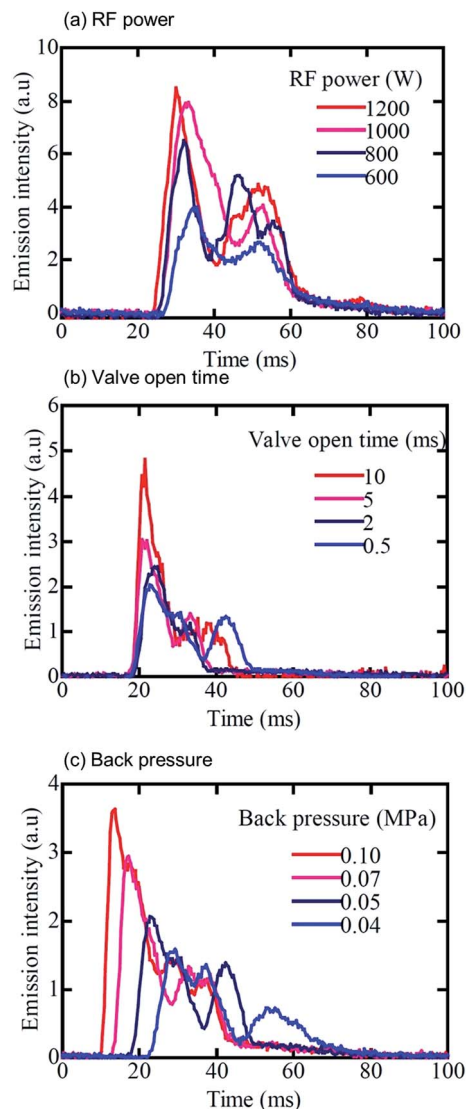 (a) RF power
10
8
6
4
2
0
Emission intensity (a.u)
RF power (W)
1200
1000
800
600
0 20 40 60 80 100
Time (ms)
(b) Valve open time
6
5
4
3
2
1
0
Emission intensity (a.u)
Valve open time (ms)
10
5
2
0.5
0 20 40 60 80 100
Time (ms)
(c) Back pressure
4
3
2
1
0
Emission intensity (a.u)
Back pressure (MPa)
0.10
0.07
0.05
0.04
0 20 40 60 80 100
Time (ms)